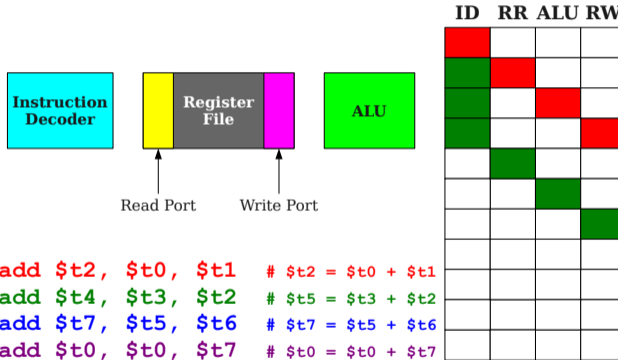 ID RR ALU RW
Instruction Decoder
Register File
ALU
Read Port Write Port
add $t2, $t0, $t1 # $t2 = $t0 + $t1
add $t4, $t3, $t2 # $t5 = $t3 + $t2
add $t7, $t5, $t6 # $t7 = $t5 + $t6
add $t0, $t0, $t7 # $t0 = $t0 + $t7